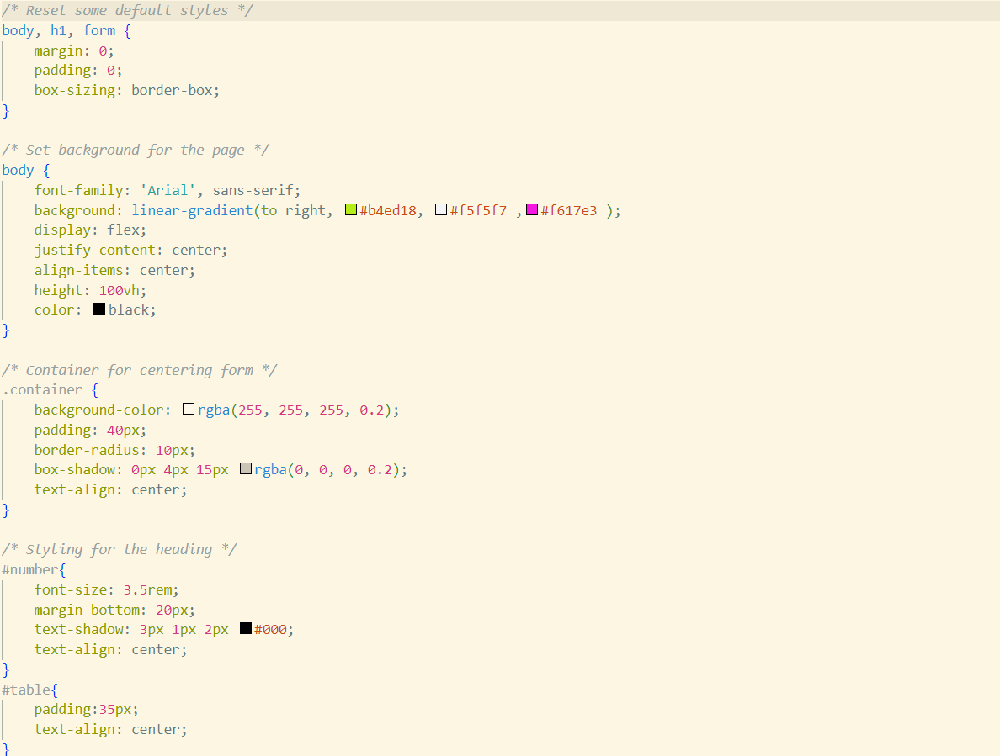 /* Reset some default styles */
body, h1, form {
    margin: 0;
    padding: 0;
    box-sizing: border-box;
}

/* Set background for the page */
body {
    font-family: 'Arial', sans-serif;
    background: linear-gradient(to right, #b4ed18, #f5f5f7 ,#f617e3 );
    display: flex;
    justify-content: center;
    align-items: center;
    height: 100vh;
    color: black;
}

/* Container for centering form */
.container {
    background-color: rgba(255, 255, 255, 0.2);
    padding: 40px;
    border-radius: 10px;
    box-shadow: 0px 4px 15px rgba(0, 0, 0, 0.2);
    text-align: center;
}

/* Styling for the heading */
#number{
    font-size: 3.5rem;
    margin-bottom: 20px;
    text-shadow: 3px 1px 2px #000;
    text-align: center;
}
#table{
    padding:35px;
    text-align: center;
}